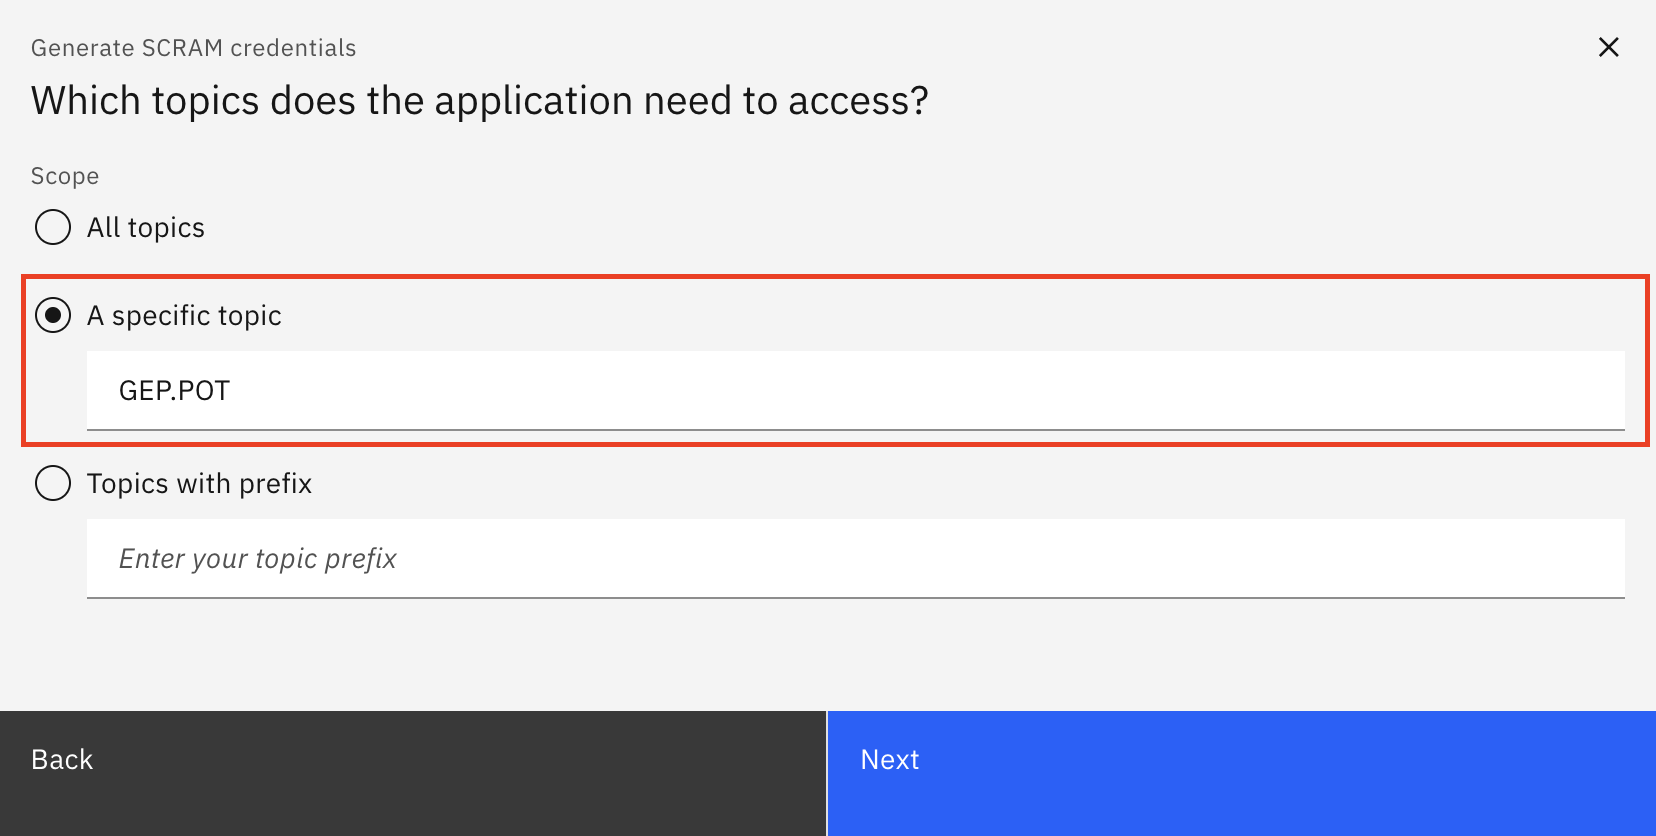 Generate SCRAM credentials
Which topics does the application need to access?
Scope
All topics
A specific topic
GEP.POT
Topics with prefix
Enter your topic prefix
Back
Next